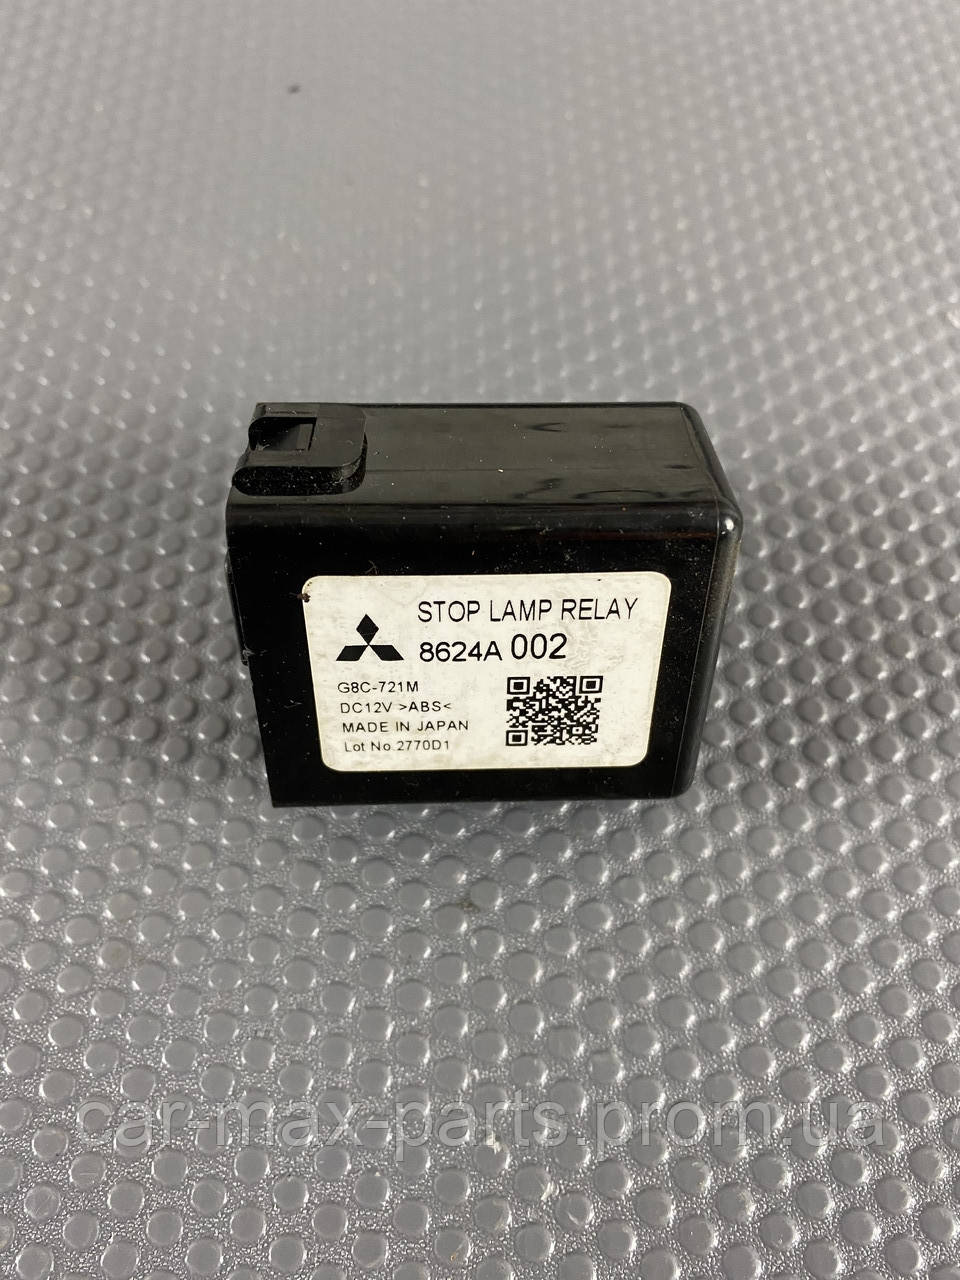 STOP LAMP RELAY
8624A 002
G8C-721M
DC12V >ABS<
MADE IN JAPAN
Lot No.2770D1
car-max-parts.prom.ua